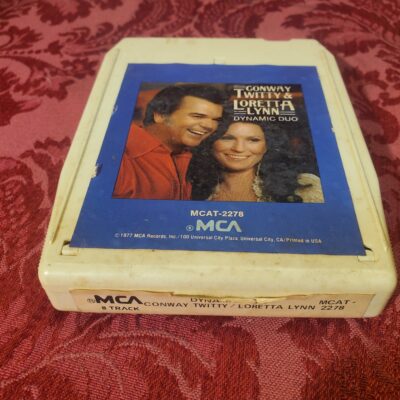 CONWAY
TWITTY &
LORETTA
LYNN
DYNAMIC DUO
MCAT-2278
MCA
© 1977 MCA Records, Inc./100 Universal City Plaza, Universal City, CA/Printed in USA
MCA MCAT-
8 TRACK CONWAY TWITTY / LORETTA LYNN 2278